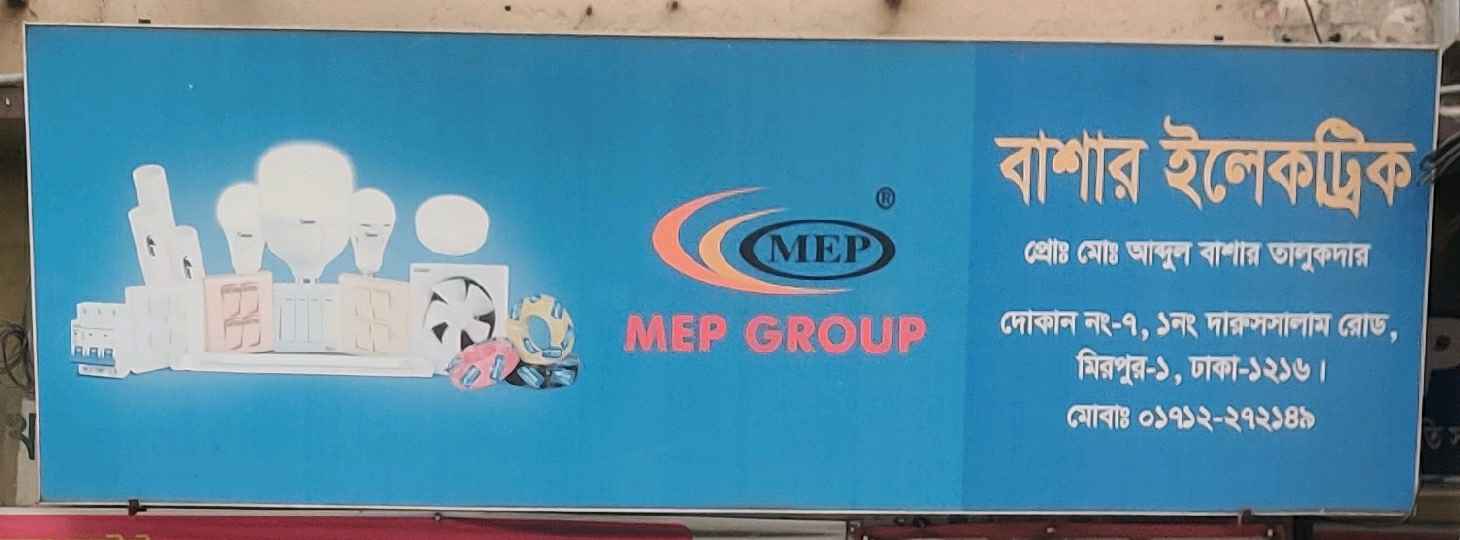 MEP ®
MEP GROUP
বাশার ইলেকট্রিক
প্রোঃ মোঃ আব্দুল বাশার তালুকদার
দোকান নং-৭, ১নং দারুসসালাম রোড,
মিরপুর-১, ঢাকা-১২১৬।
মোবাঃ ০১৭১২-২৭২১৪৯